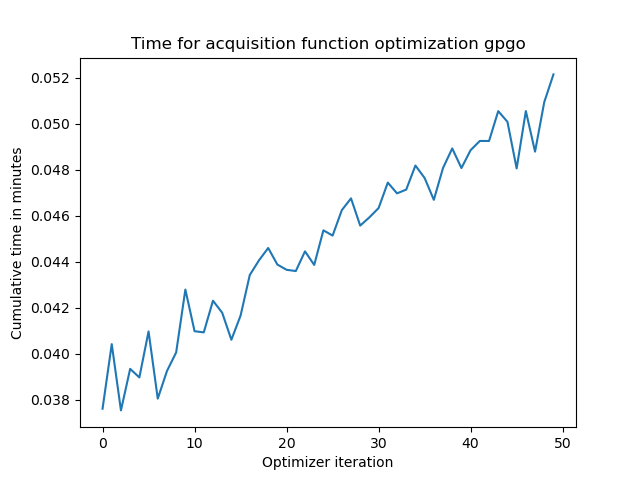 Time for acquisition function optimization gpgo
Cumulative time in minutes
0.052
0.050
0.048
0.046
0.044
0.042
0.040
0.038
0 10 20 30 40 50
Optimizer iteration